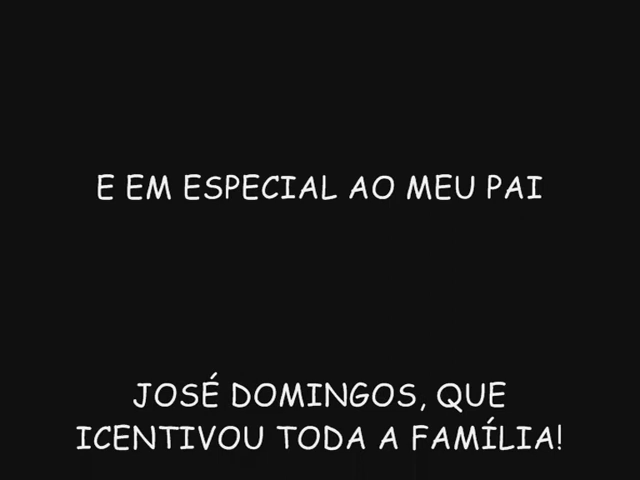 E EM ESPECIAL AO MEU PAI
JOSÉ DOMINGOS, QUE
ICENTIVOU TODA A FAMÍLIA!